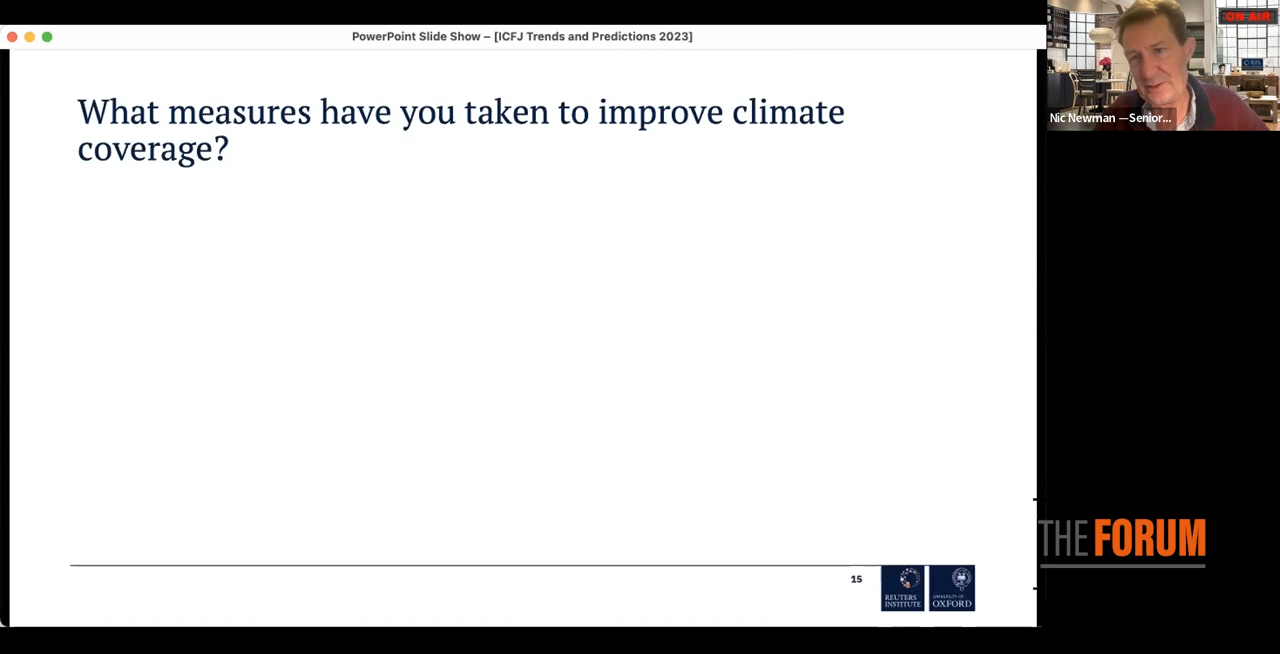 PowerPoint Slide Show – [ICFJ Trends and Predictions 2023]
ON AIR
Nic Newman —Senior...
What measures have you taken to improve climate
coverage?
THE FORUM
15
REUTERS
INSTITUTE
UNIVERSITY OF
OXFORD